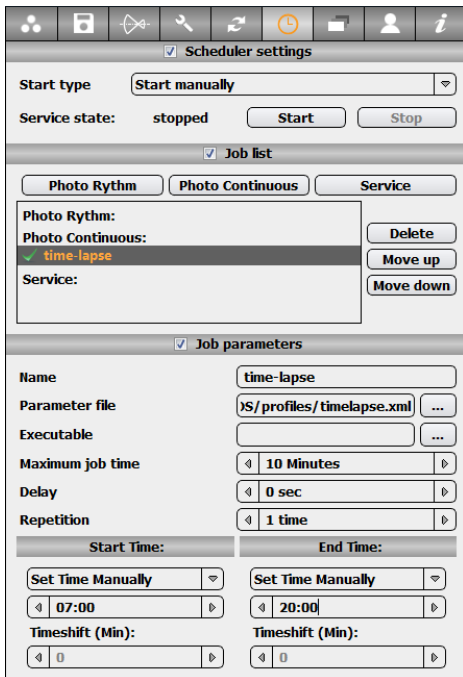 Scheduler settings
Start type Start manually
Service state: stopped Start Stop
Job list
Photo Rythm Photo Continuous Service
Photo Rythm:
Photo Continuous:
time-lapse
Service:
Delete
Move up
Move down
Job parameters
Name time-lapse
Parameter file )S/profiles/timelapse.xml ...
Executable ...
Maximum job time 10 Minutes
Delay 0 sec
Repetition 1 time
Start Time: End Time:
Set Time Manually Set Time Manually
07:00 20:00
Timeshift (Min): Timeshift (Min):
0 0